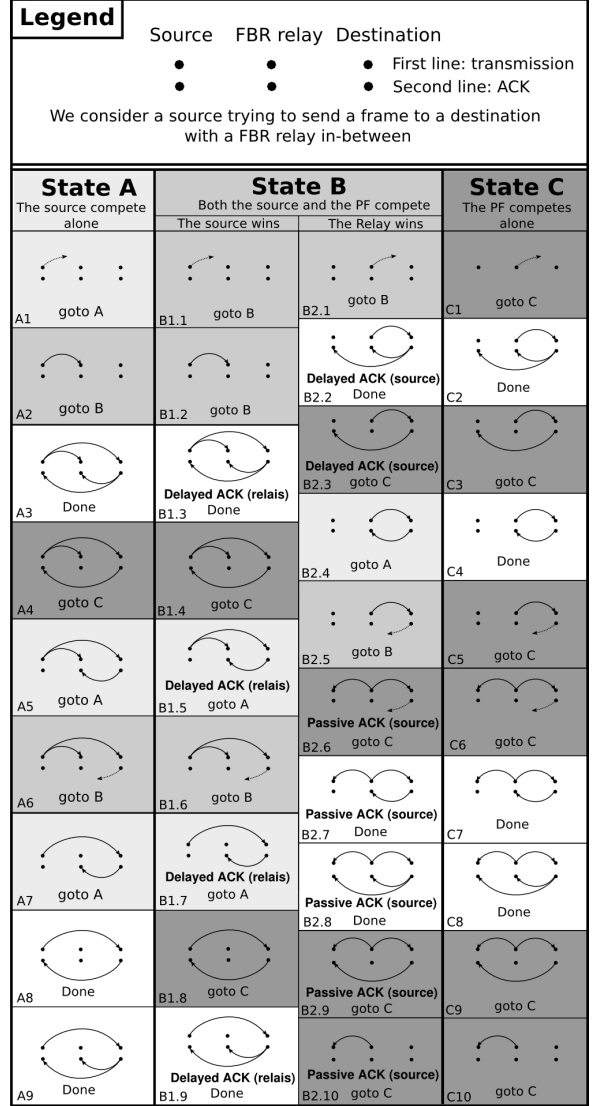 Legend
Source FBR relay Destination
First line: transmission
Second line: ACK
We consider a source trying to send a frame to a destination
with a FBR relay in-between
State A
The source compete
alone
State B
Both the source and the PF compete
The source wins
The Relay wins
State C
The PF competes
alone
A1 goto A
A2 goto B
A3 Done
A4 goto C
A5 goto A
A6 goto B
A7 goto A
A8 Done
A9 Done
B1.1 goto B
B1.2 goto B
Delayed ACK (relais)
B1.3 Done
B1.4 goto C
Delayed ACK (relais)
B1.5 goto A
B1.6 goto B
Delayed ACK (relais)
B1.7 goto A
B1.8 goto C
Delayed ACK (relais)
B1.9 Done
B2.1 goto B
Delayed ACK (source)
B2.2 Done
Delayed ACK (source)
B2.3 goto C
B2.4 goto A
B2.5 goto B
Passive ACK (source)
B2.6 goto C
Passive ACK (source)
B2.7 Done
Passive ACK (source)
B2.8 Done
Passive ACK (source)
B2.9 goto C
Passive ACK (source)
B2.10 goto C
C1 goto C
C2 Done
C3 goto C
C4 Done
C5 goto C
C6 goto C
C7 Done
C8 Done
C9 goto C
C10 goto C